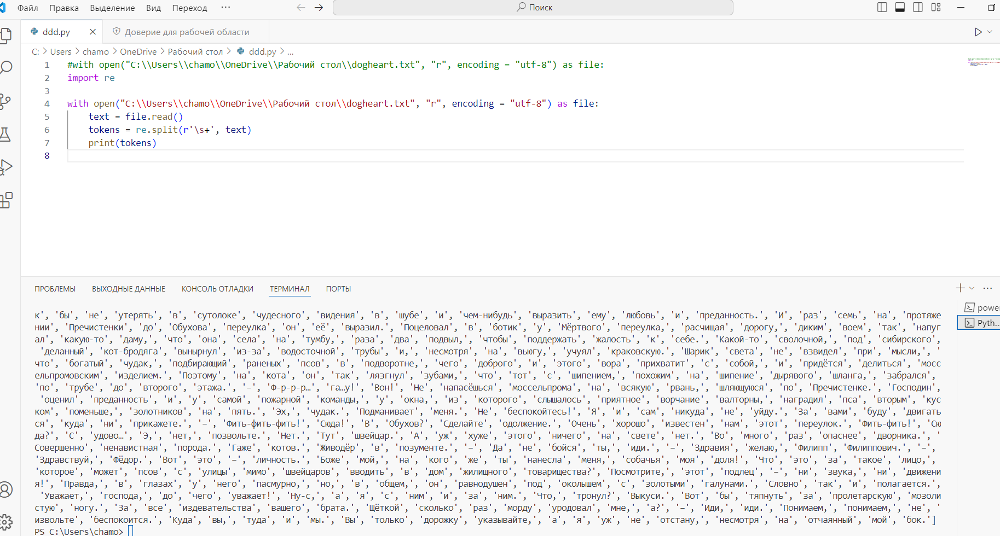 Файл Правка Выделение Вид Переход ··· ← → Поиск
ddd.py × Доверие для рабочей области
C: > Users > chamo > OneDrive > Рабочий стол > ddd.py > ...
1 #with open("C:\\Users\\chamo\\OneDrive\\Рабочий стол\\dogheart.txt", "r", encoding = "utf-8") as file:
2 import re
3
4 with open("C:\\Users\\chamo\\OneDrive\\Рабочий стол\\dogheart.txt", "r", encoding = "utf-8") as file:
5 text = file.read()
6 tokens = re.split(r'\s+', text)
7 print(tokens)
8
ПРОБЛЕМЫ ВЫХОДНЫЕ ДАННЫЕ КОНСОЛЬ ОТЛАДКИ ТЕРМИНАЛ ПОРТЫ
power
Pyth...
к', 'бы', 'не', 'утерять', 'в', 'сутолоке', 'чудесного', 'видения', 'в', 'шубе', 'и', 'чем-нибудь', 'выразить', 'ему', 'любовь', 'и', 'преданность.', 'И', 'раз', 'семь', 'на', 'протяже
нии', 'Пречистенки', 'до', 'Обухова', 'переулка', 'он', 'её', 'выразил.', 'Поцеловал', 'в', 'ботик', 'у', 'Мёртвого', 'переулка,', 'расчищая', 'дорогу,', 'диким', 'воем', 'так', 'напуг
ал', 'какую-то', 'даму,', 'что', 'она', 'села', 'на', 'тумбу,', 'раза', 'два', 'подвыл,', 'чтобы', 'поддержать', 'жалость', 'к', 'себе.', 'Какой-то', 'сволочной,', 'под', 'сибирского',
'деланный', 'кот-бродяга', 'вынырнул', 'из-за', 'водосточной', 'трубы', 'и,', 'несмотря', 'на', 'вьюгу,', 'учуял', 'краковскую.', 'Шарик', 'света', 'не', 'взвидел', 'при', 'мысли,', '
что', 'богатый', 'чудак,', 'подбирающий', 'раненых', 'псов', 'в', 'подворотне,', 'чего', 'доброго', 'и', 'этого', 'вора', 'прихватит', 'с', 'собой,', 'и', 'придётся', 'делиться', 'мосс
ельпромовским', 'изделием.', 'Поэтому', 'на', 'кота', 'он', 'так', 'лязгнул', 'зубами,', 'что', 'тот', 'с', 'шипением,', 'похожим', 'на', 'шипение', 'дырявого', 'шланга,', 'забрался',
'по', 'трубе', 'до', 'второго', 'этажа.', '–', 'Ф-р-р-р…', 'га…у!', 'Вон!', 'Не', 'напасёшься', 'моссельпрома', 'на', 'всякую', 'рвань,', 'шляющуюся', 'по', 'Пречистенке.', 'Господин',
'оценил', 'преданность', 'и', 'у', 'самой', 'пожарной', 'команды,', 'у', 'окна,', 'из', 'которого', 'слышалось', 'приятное', 'ворчание', 'валторны,', 'наградил', 'пса', 'вторым', 'кус
ком', 'поменьше,', 'золотников', 'на', 'пять.', 'Эх,', 'чудак.', 'Подманивает', 'меня.', 'Не', 'беспокойтесь!', 'Я', 'и', 'сам', 'никуда', 'не', 'уйду.', 'За', 'вами', 'буду', 'двигать
ся', 'куда', 'ни', 'прикажете.', '–', 'Фить-фить-фить!', 'Сюда!', 'В', 'Обухов?', 'Сделайте', 'одолжение.', 'Очень', 'хорошо', 'известен', 'нам', 'этот', 'переулок.', 'Фить-фить!', 'Сю
да?', 'С', 'удово…', 'Э,', 'нет,', 'позвольте.', 'Нет.', 'Тут', 'швейцар.', 'А', 'уж', 'хуже', 'этого', 'ничего', 'на', 'свете', 'нет.', 'Во', 'много', 'раз', 'опаснее', 'дворника.', '
Совершенно', 'ненавистная', 'порода.', 'Гаже', 'котов.', 'Живодёр', 'в', 'позументе.', '–', 'Да', 'не', 'бойся', 'ты,', 'иди.', '–', 'Здравия', 'желаю,', 'Филипп', 'Филиппович.', '–',
'Здравствуй,', 'Фёдор.', 'Вот', 'это', '–', 'личность.', 'Боже', 'мой,', 'на', 'кого', 'же', 'ты', 'нанесла', 'меня,', 'собачья', 'моя', 'доля!', 'Что', 'это', 'за', 'такое', 'лицо,',
'которое', 'может', 'псов', 'с', 'улицы', 'мимо', 'швейцаров', 'вводить', 'в', 'дом', 'жилищного', 'товарищества?', 'Посмотрите,', 'этот', 'подлец', '–', 'ни', 'звука,', 'ни', 'движени
я!', 'Правда,', 'в', 'глазах', 'у', 'него', 'пасмурно,', 'но,', 'в', 'общем,', 'он', 'равнодушен', 'под', 'околышем', 'с', 'золотыми', 'галунами.', 'Словно', 'так', 'и', 'полагается.',
'Уважает,', 'господа,', 'до', 'чего', 'уважает!', 'Ну-с,', 'а', 'я', 'с', 'ним', 'и', 'за', 'ним.', 'Что,', 'тронул?', 'Выкуси.', 'Вот', 'бы', 'тяпнуть', 'за', 'пролетарскую', 'мозоли
стую', 'ногу.', 'За', 'все', 'издевательства', 'вашего', 'брата.', 'Щёткой', 'сколько', 'раз', 'морду', 'уродовал', 'мне,', 'а?', '–', 'Иди,', 'иди.', 'Понимаем,', 'понимаем,', 'не', '
извольте', 'беспокоится.', 'Куда', 'вы,', 'туда', 'и', 'мы.', 'Вы', 'только', 'дорожку', 'указывайте,', 'а', 'я', 'уж', 'не', 'отстану,', 'несмотря', 'на', 'отчаянный', 'мой', 'бок.']
PS C:\Users\chamo>